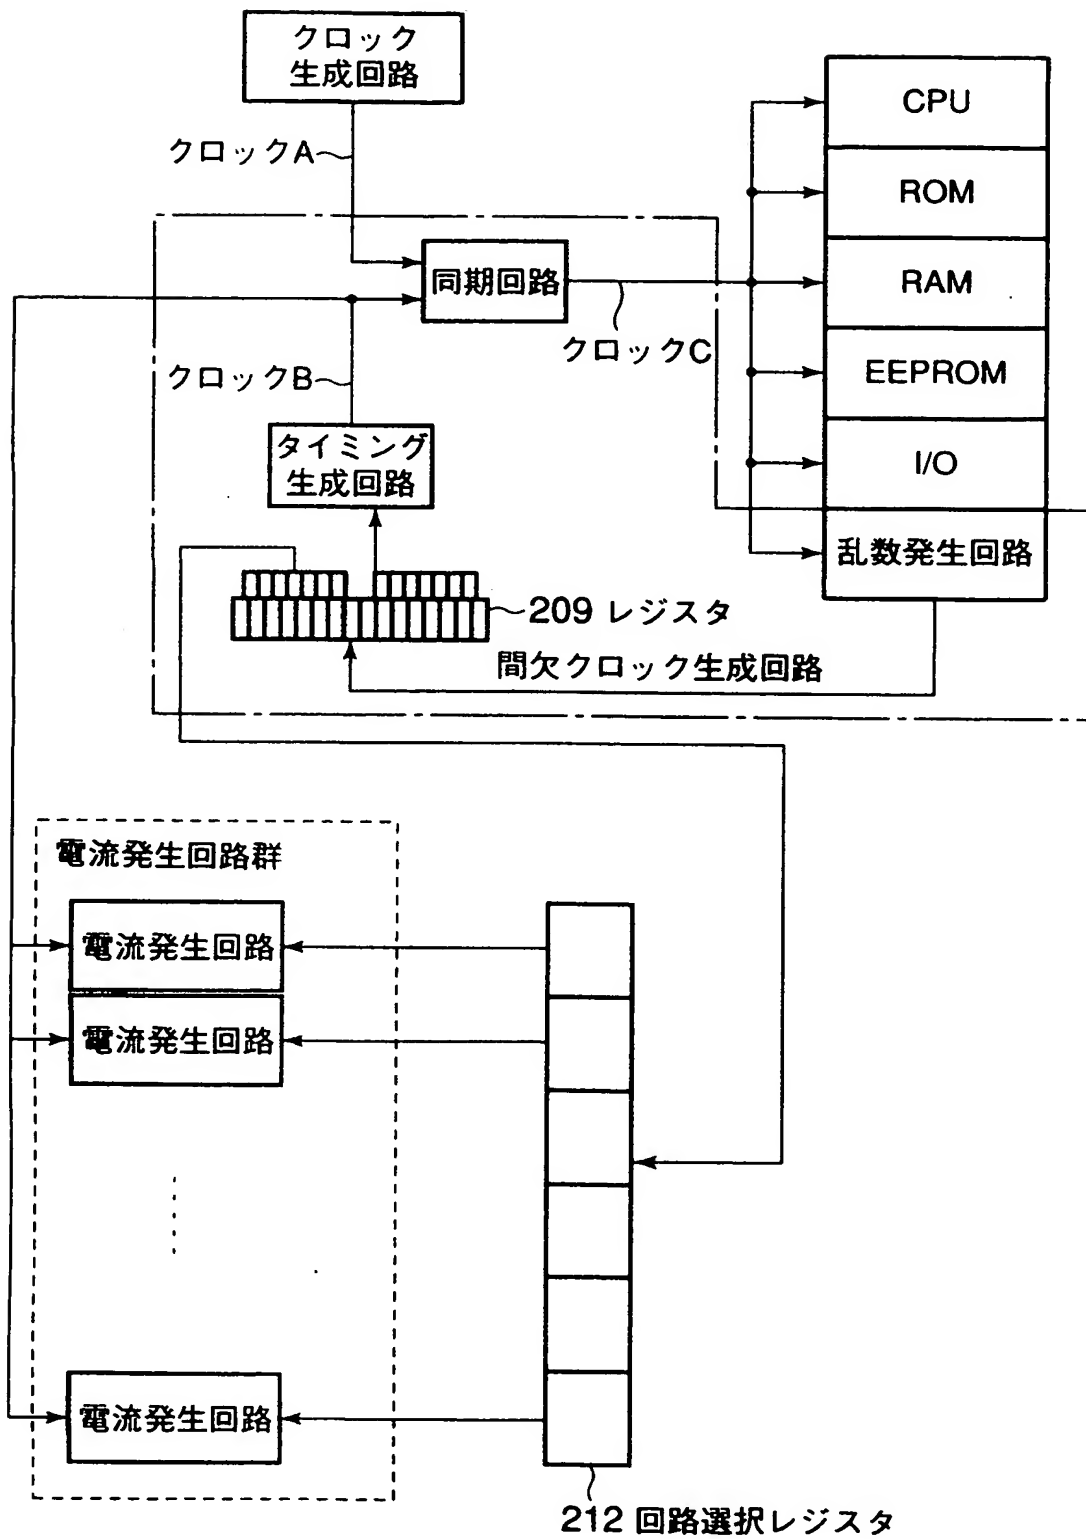 クロック
生成回路
クロックA
CPU
ROM
RAM
EEPROM
I/O
乱数発生回路
同期回路
クロックC
クロックB
タイミング
生成回路
209 レジスタ
間欠クロック生成回路
電流発生回路群
電流発生回路
電流発生回路
電流発生回路
212 回路選択レジスタ